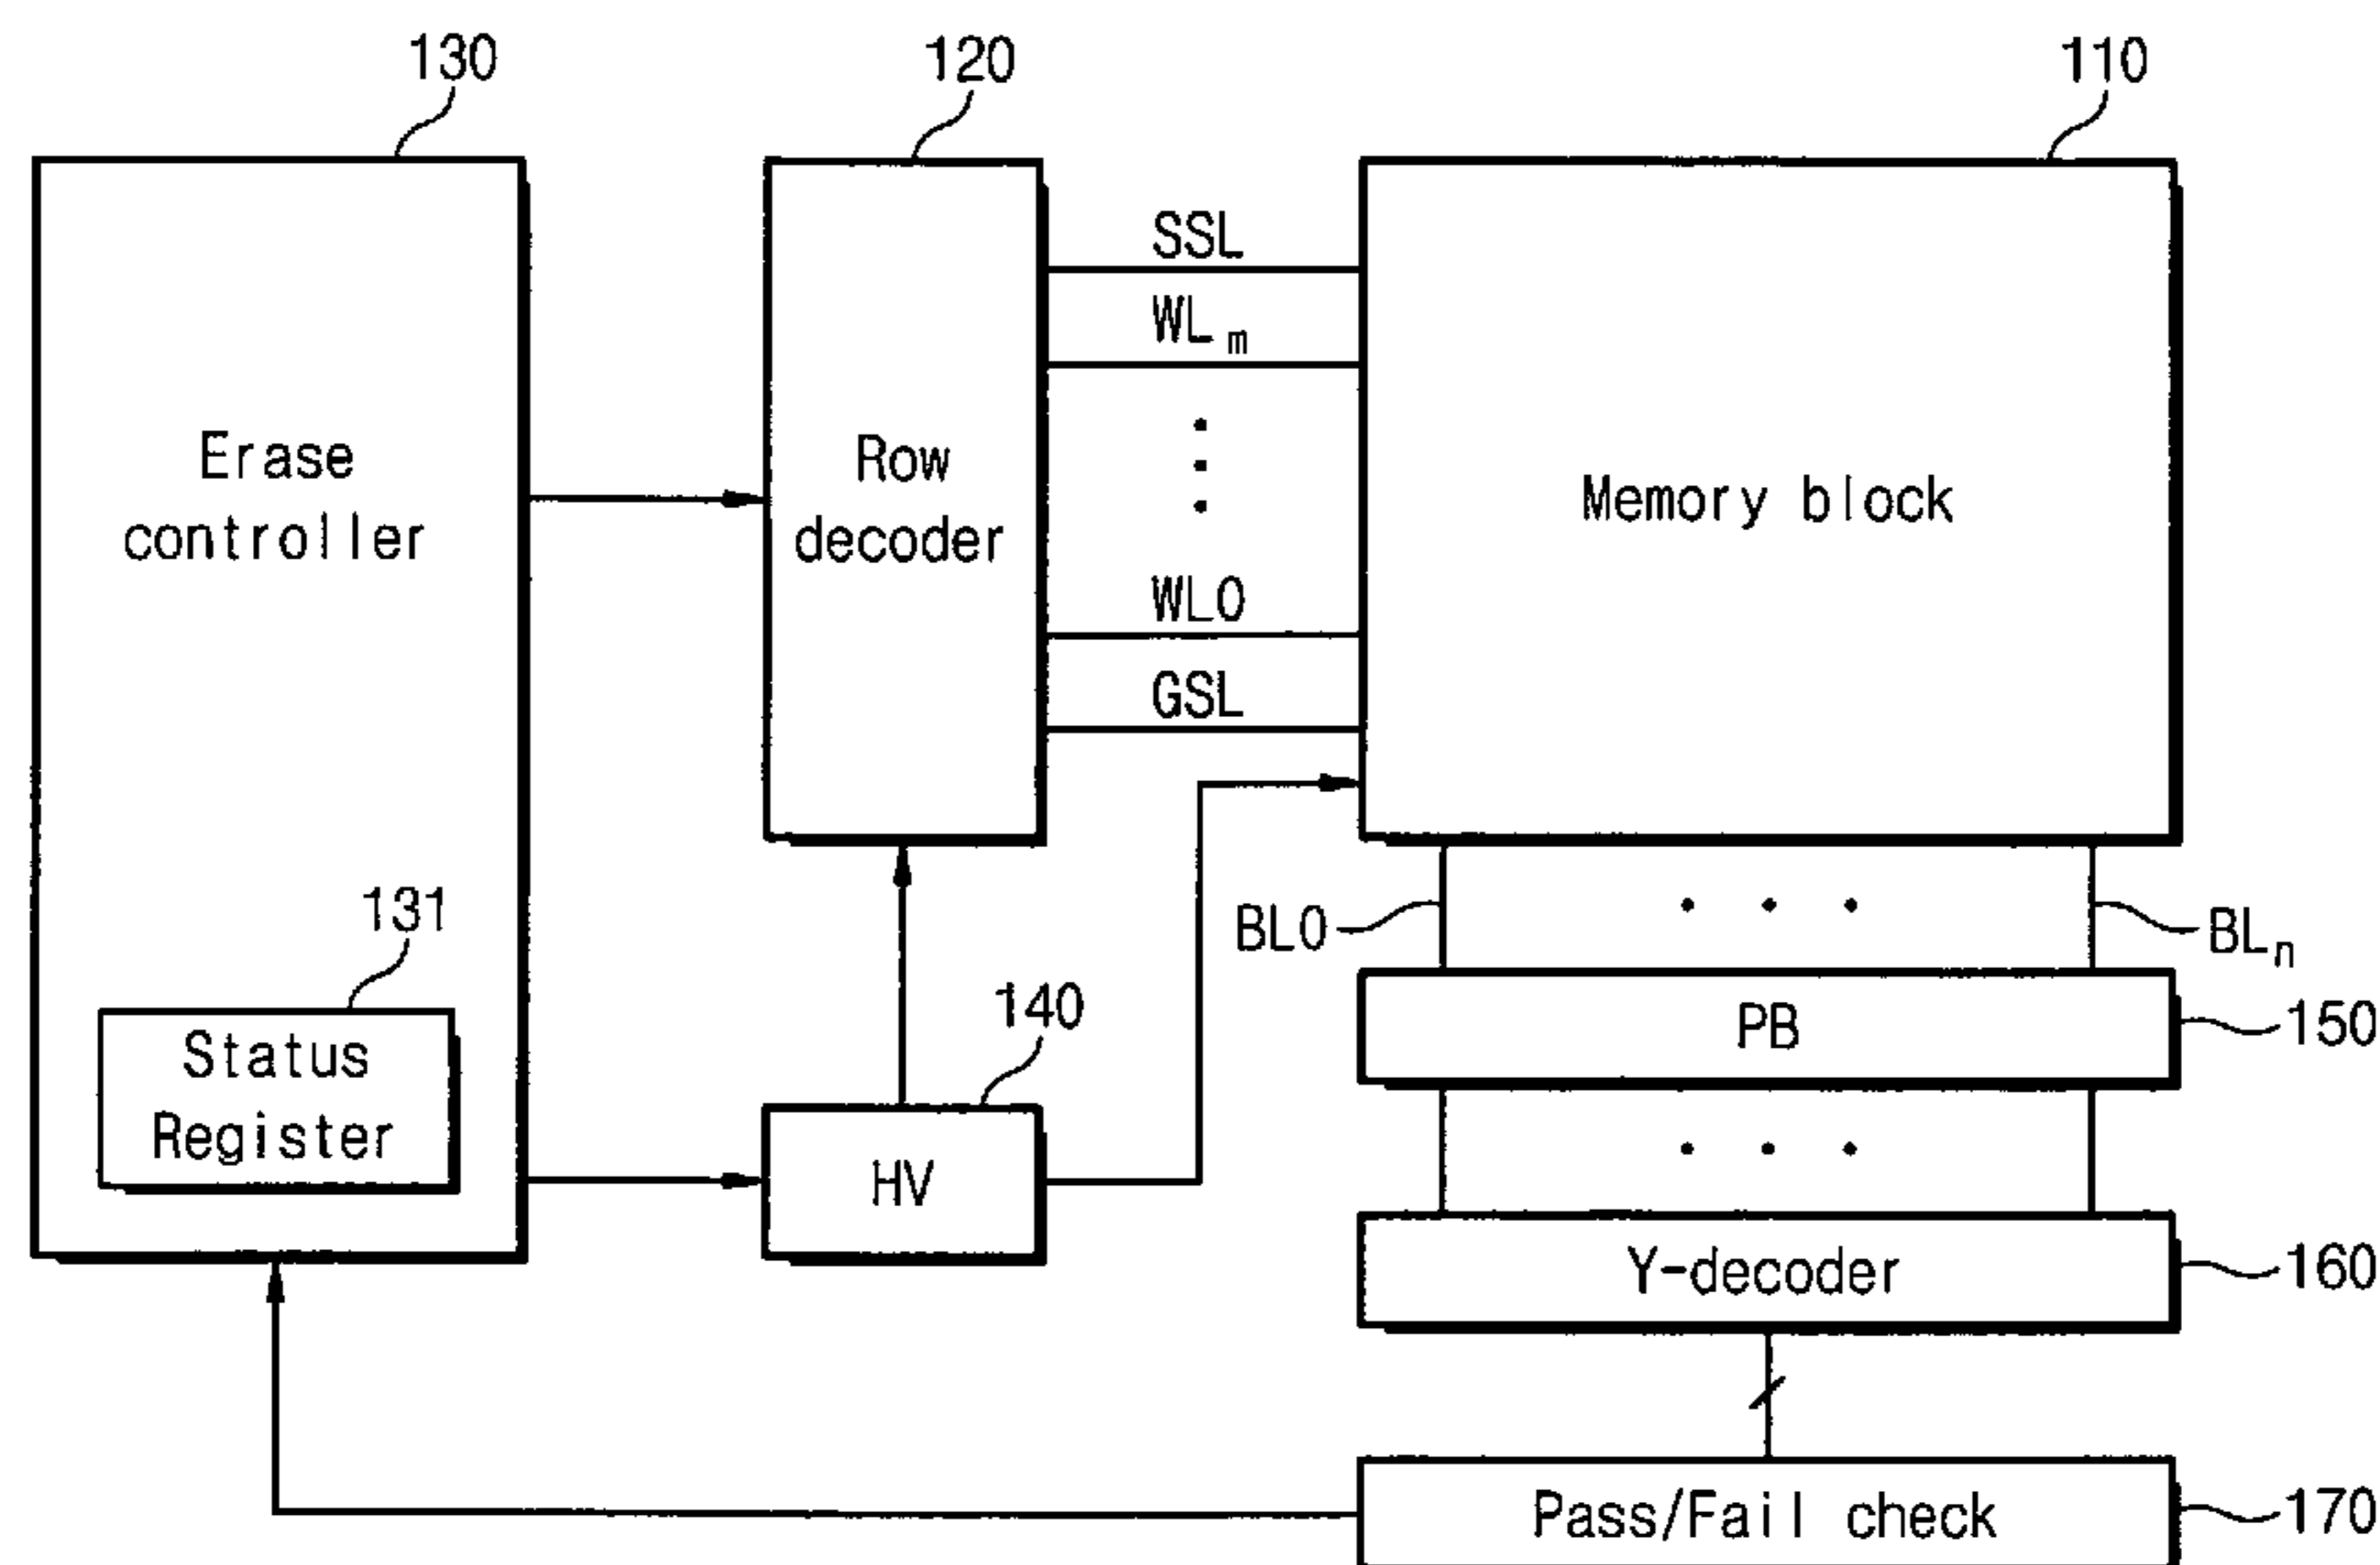 130
120
110
SSL
WLm
Erase
controller
Row
decoder
Memory block
WL0
GSL
131
BL0
BLn
140
Status
Register
PB
150
HV
Y-decoder
160
Pass/Fail check
170